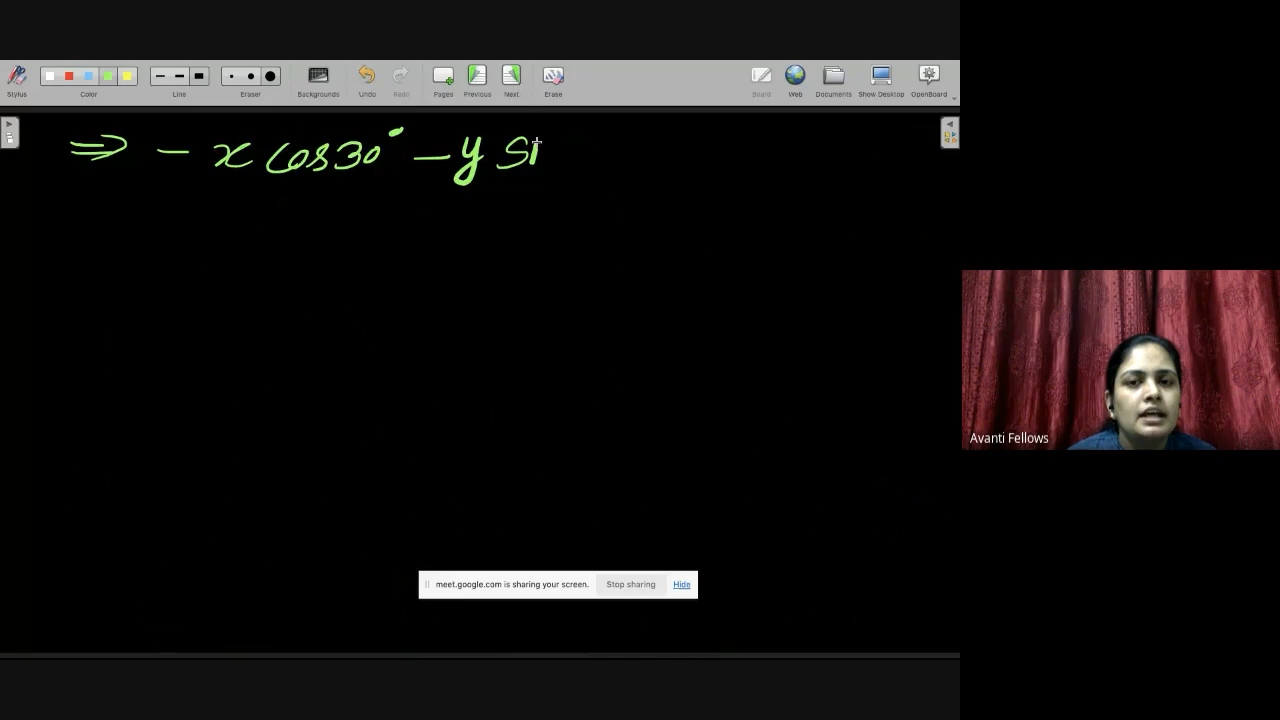 Stylus Color Line Eraser Backgrounds Undo Redo Pages Previous Next Erase Board Web Documents Show Desktop OpenBoard
⇒ - x cos30° - y si
meet.google.com is sharing your screen. Stop sharing Hide
Avanti Fellows